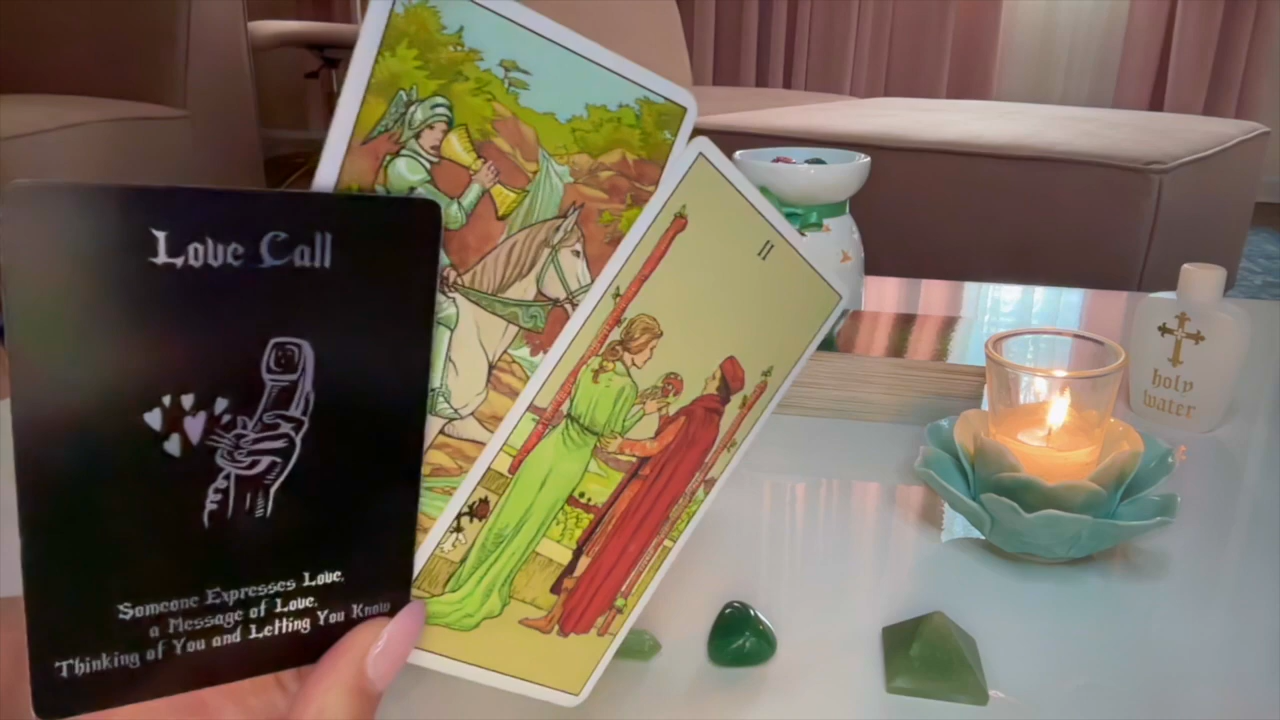 Love Call
Someone Expresses Love,
a Message of Love,
Thinking of You and Letting You Know
II
holy
water